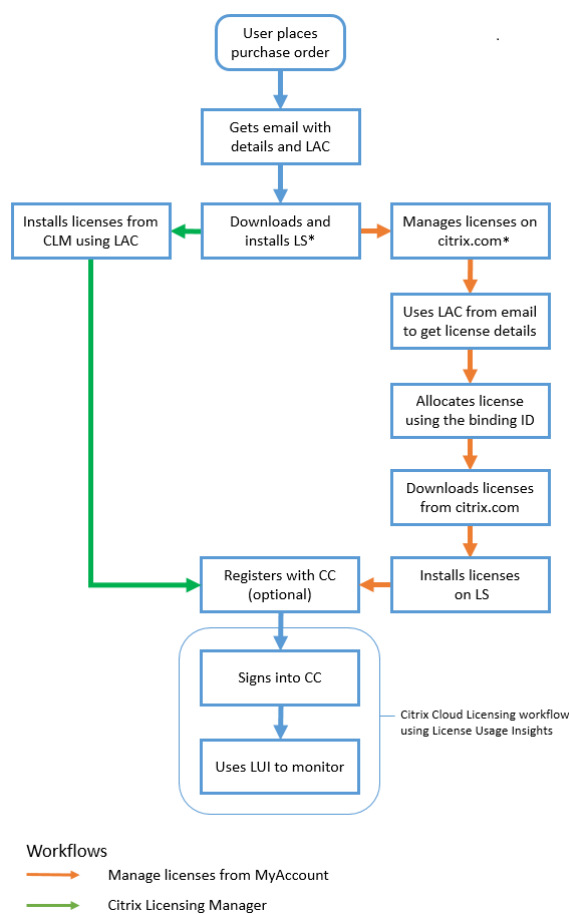 User places
purchase order
Gets email with
details and LAC
Installs licenses from
CLM using LAC
Downloads and
installs LS*
Manages licenses on
citrix.com*
Uses LAC from email
to get license details
Allocates license
using the binding ID
Downloads licenses
from citrix.com
Registers with CC
(optional)
Installs licenses
on LS
Signs into CC
Citrix Cloud Licensing workflow
using License Usage Insights
Uses LUI to monitor
Workflows
Manage licenses from MyAccount
Citrix Licensing Manager